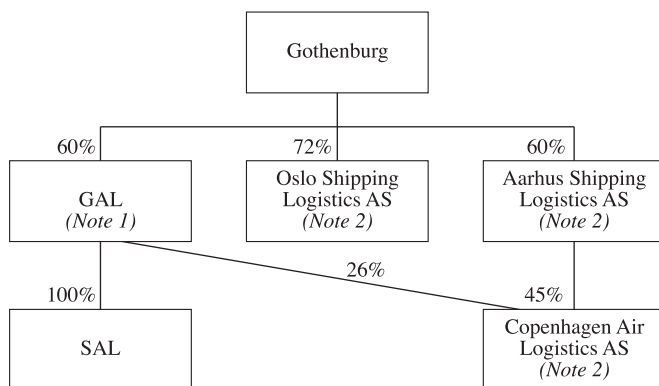 Gothenburg
60%
72%
60%
GAL
(Note 1)
Oslo Shipping
Logistics AS
(Note 2)
Aarhus Shipping
Logistics AS
(Note 2)
26%
100%
45%
SAL
Copenhagen Air
Logistics AS
(Note 2)